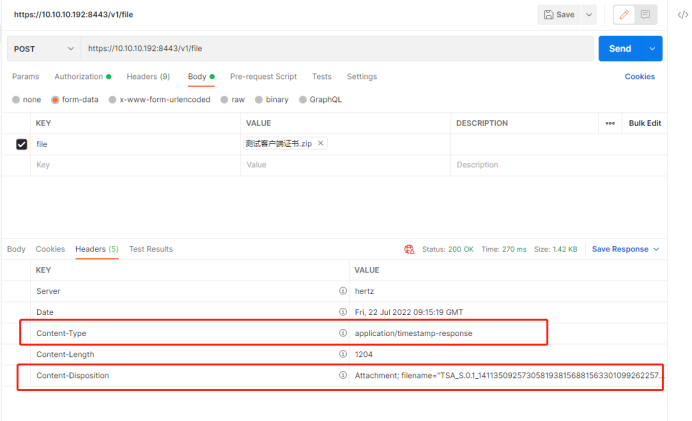 https://10.10.10.192:8443/v1/file
Save
POST https://10.10.10.192:8443/v1/file Send
Params Authorization Headers (9) Body Pre-request Script Tests Settings Cookies
none form-data x-www-form-urlencoded raw binary GraphQL
KEY VALUE DESCRIPTION Bulk Edit
file 测试客户端证书.zip
Key Value Description
Body Cookies Headers (5) Test Results Status: 200 OK Time: 270 ms Size: 1.42 KB Save Response
KEY VALUE
Server hertz
Date Fri, 22 Jul 2022 09:15:19 GMT
Content-Type application/timestamp-response
Content-Length 1204
Content-Disposition Attachment; filename="TSA_S.0.1_141135092573058193815688156330109926225​7...